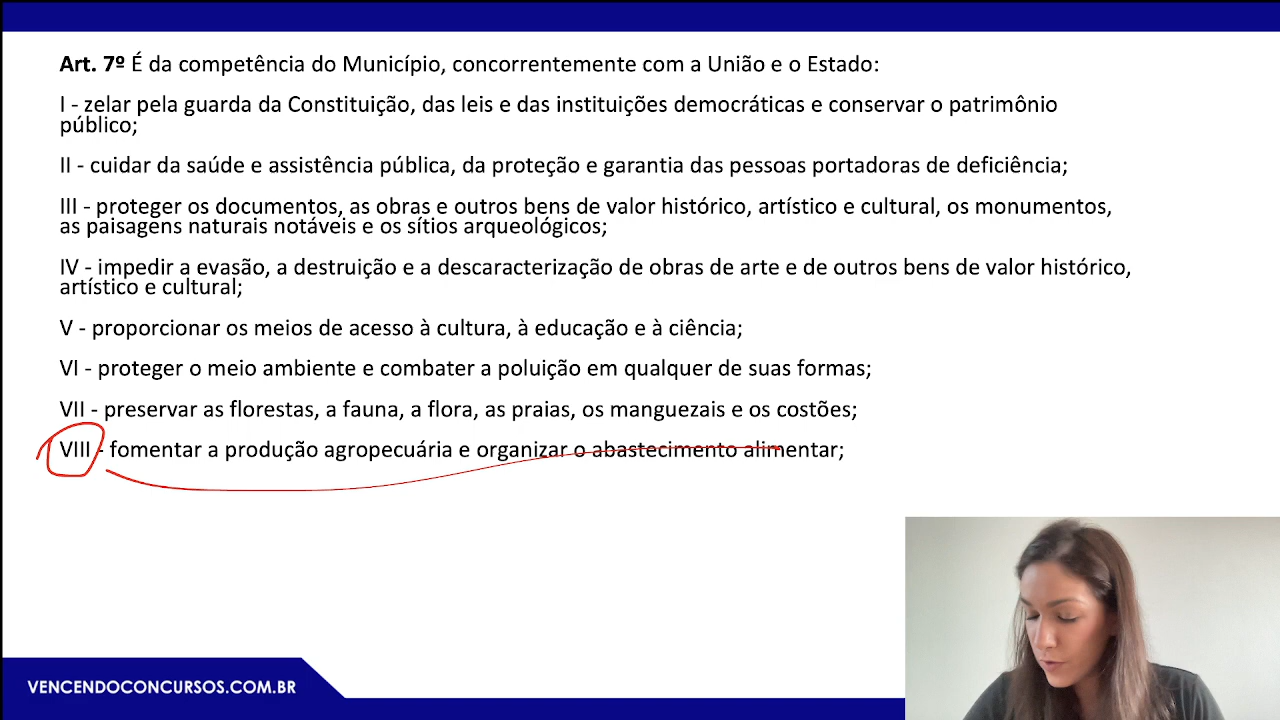 Art. 7º É da competência do Município, concorrentemente com a União e o Estado:
I - zelar pela guarda da Constituição, das leis e das instituições democráticas e conservar o patrimônio
público;
II - cuidar da saúde e assistência pública, da proteção e garantia das pessoas portadoras de deficiência;
III - proteger os documentos, as obras e outros bens de valor histórico, artístico e cultural, os monumentos,
as paisagens naturais notáveis e os sítios arqueológicos;
IV - impedir a evasão, a destruição e a descaracterização de obras de arte e de outros bens de valor histórico,
artístico e cultural;
V - proporcionar os meios de acesso à cultura, à educação e à ciência;
VI - proteger o meio ambiente e combater a poluição em qualquer de suas formas;
VII - preservar as florestas, a fauna, a flora, as praias, os manguezais e os costões;
VIII - fomentar a produção agropecuária e organizar o abastecimento alimentar;
VENCENDOCONCURSOS.COM.BR